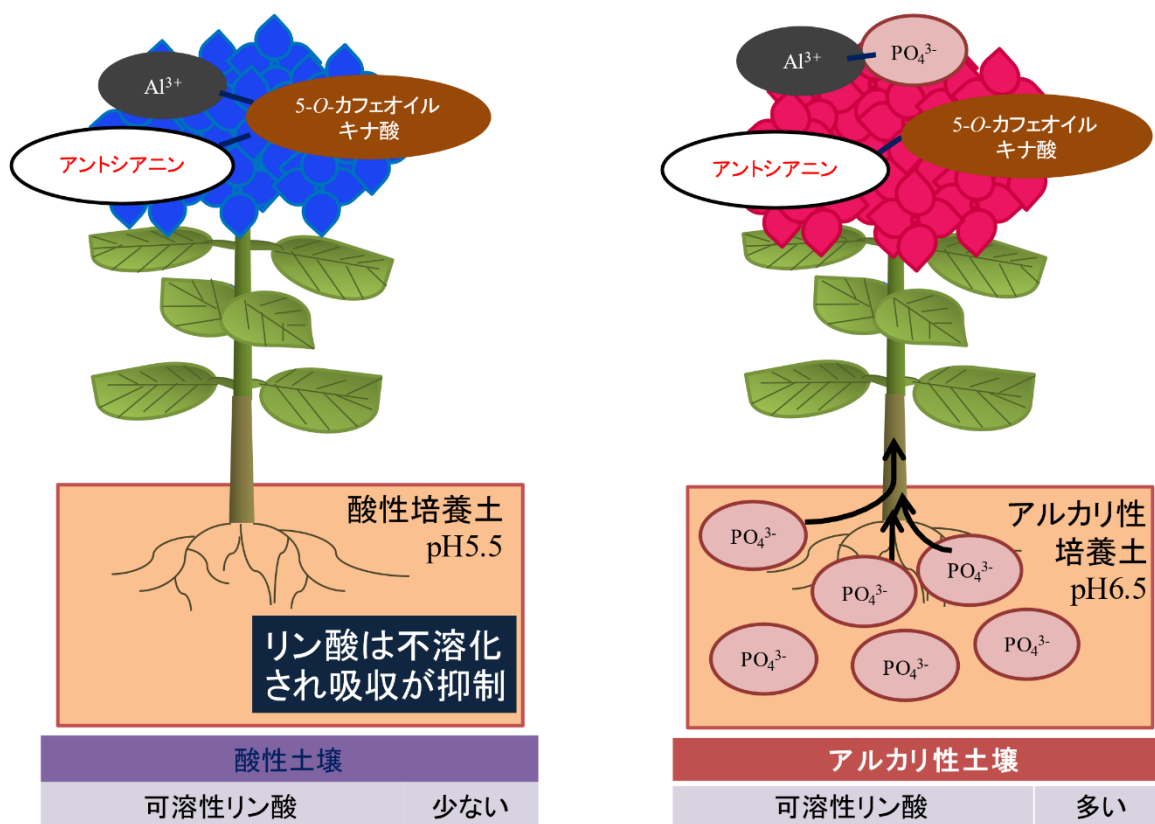 Al3+
5-O-カフェオイル
キナ酸
アントシアニン
酸性培養土
pH5.5
リン酸は不溶化
され吸収が抑制
酸性土壌
可溶性リン酸 少ない
Al3+
PO43-
5-O-カフェオイル
キナ酸
アントシアニン
アルカリ性
培養土
pH6.5
PO43-
PO43-
PO43-
PO43-
PO43-
PO43-
アルカリ性土壌
可溶性リン酸 多い